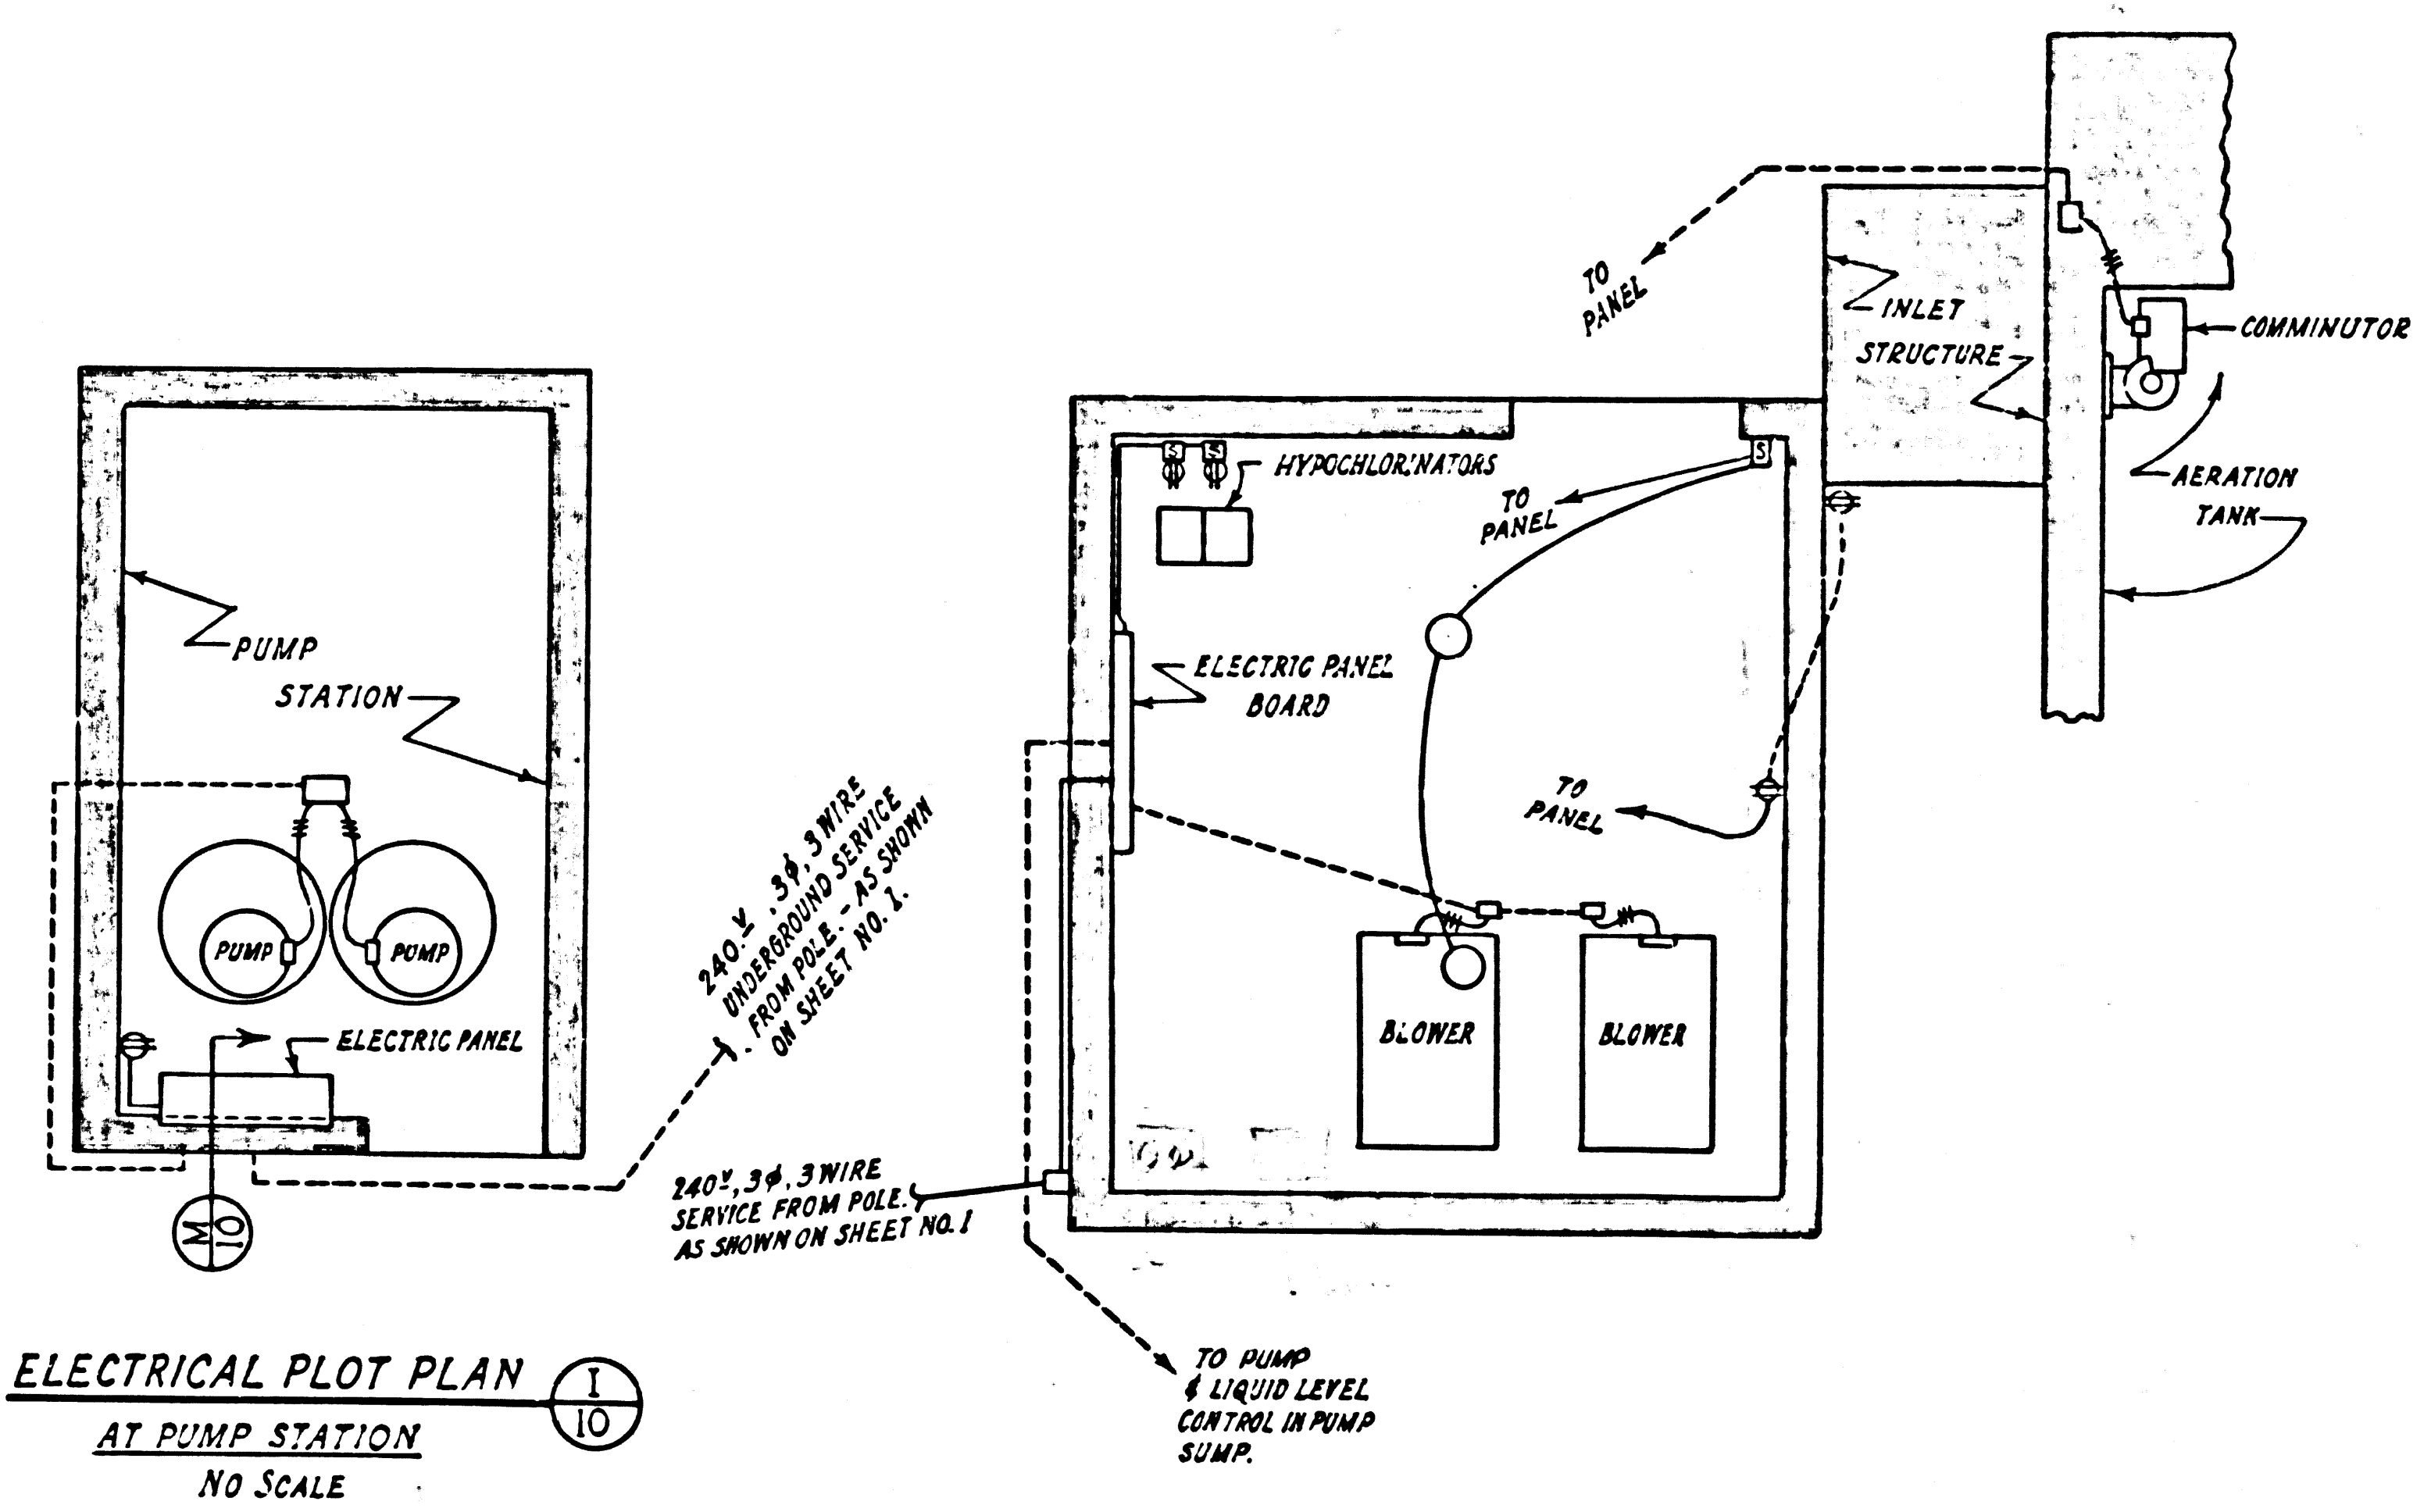 TO
PANEL
INLET
STRUCTURE
COMMINUTOR
AERATION
TANK
S S
HYPOCHLORINATORS
S
TO
PANEL
PUMP
STATION
ELECTRIC PANEL
BOARD
TO
PANEL
240.V, 3φ, 3 WIRE
UNDERGROUND SERVICE
FROM POLE. - AS SHOWN
ON SHEET NO. 1.
PUMP
PUMP
BLOWER
BLOWER
ELECTRIC PANEL
M
10
240V, 3φ, 3 WIRE
SERVICE FROM POLE.
AS SHOWN ON SHEET NO. 1
TO PUMP
& LIQUID LEVEL
CONTROL IN PUMP
SUMP.
ELECTRICAL PLOT PLAN
I
10
AT PUMP STATION
NO SCALE